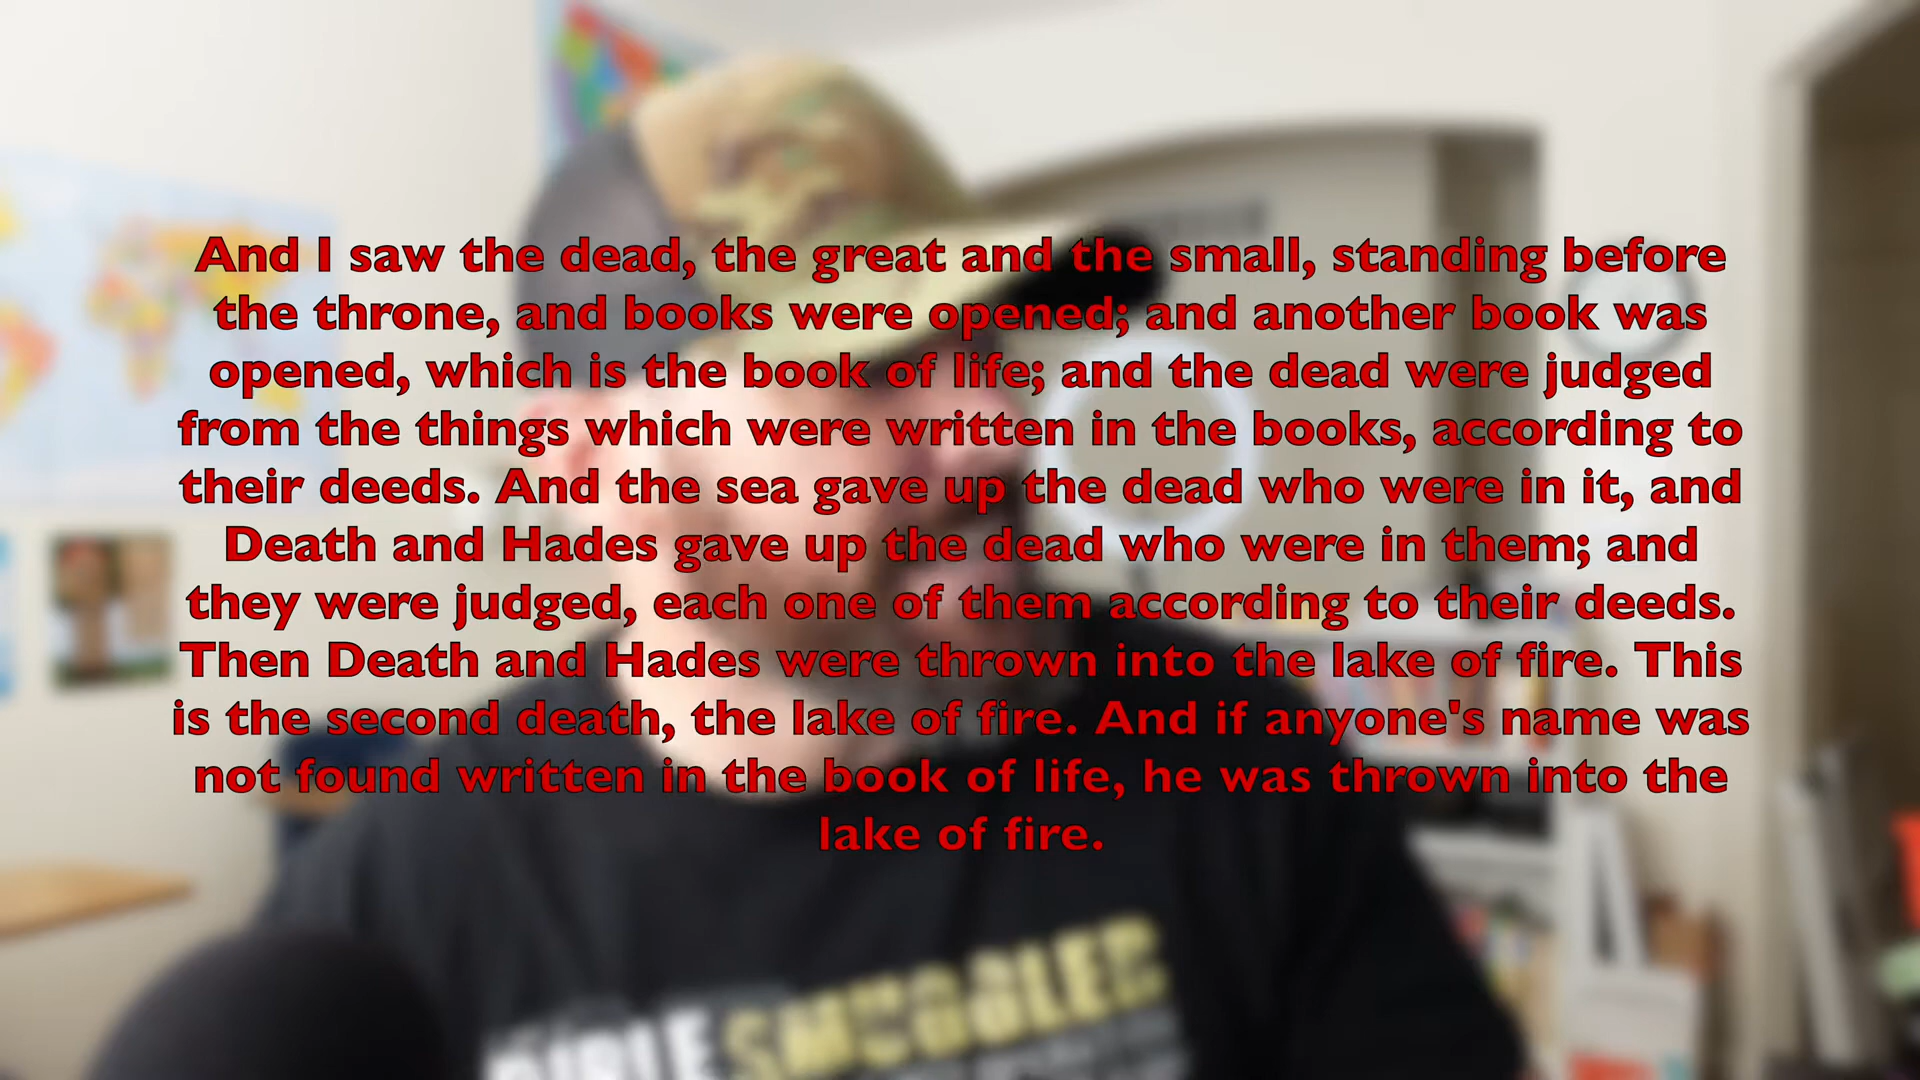 And I saw the dead, the great and the small, standing before
the throne, and books were opened; and another book was
opened, which is the book of life; and the dead were judged
from the things which were written in the books, according to
their deeds. And the sea gave up the dead who were in it, and
Death and Hades gave up the dead who were in them; and
they were judged, each one of them according to their deeds.
Then Death and Hades were thrown into the lake of fire. This
is the second death, the lake of fire. And if anyone's name was
not found written in the book of life, he was thrown into the
lake of fire.
BIBLE SMUGGLER